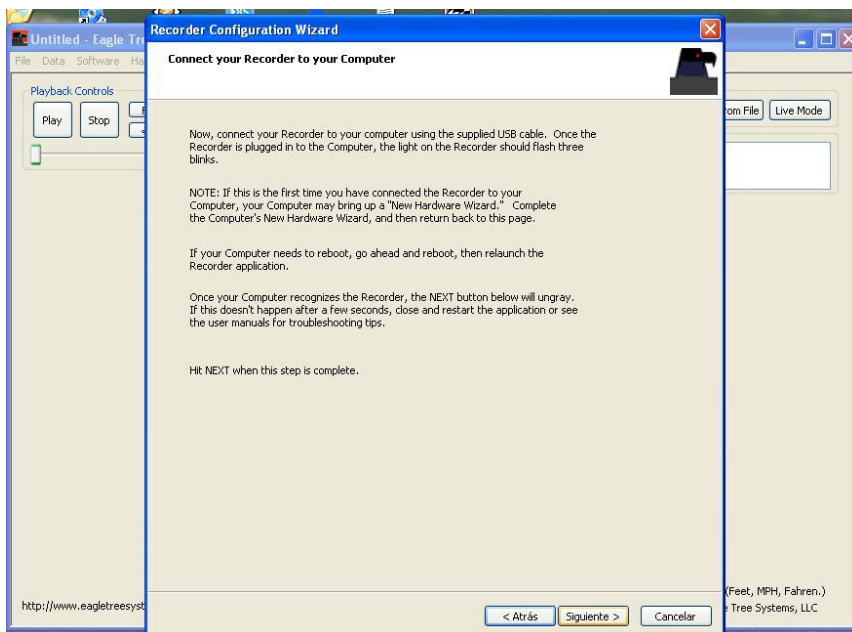 Recorder Configuration Wizard
Untitled - Eagle
File Data Software
Connect your Recorder to your Computer
Playback Controls
Play Stop
File Live Mode
Now, connect your Recorder to your computer using the supplied USB cable. Once the
Recorder is plugged in to the Computer, the light on the Recorder should flash three
blinks.
NOTE: If this is the first time you have connected the Recorder to your
Computer, your Computer may bring up a "New Hardware Wizard." Complete
the Computer's New Hardware Wizard, and then return back to this page.
If your Computer needs to reboot, go ahead and reboot, then relaunch the
Recorder application.
Once your Computer recognizes the Recorder, the NEXT button below will ungray.
If this doesn't happen after a few seconds, close and restart the application or see
the user manuals for troubleshooting tips.
Hit NEXT when this step is complete.
(Feet, MPH, Fahren.)
http://www.eagletreesyst
Tree Systems, LLC
< Atrás Siguiente > Cancelar